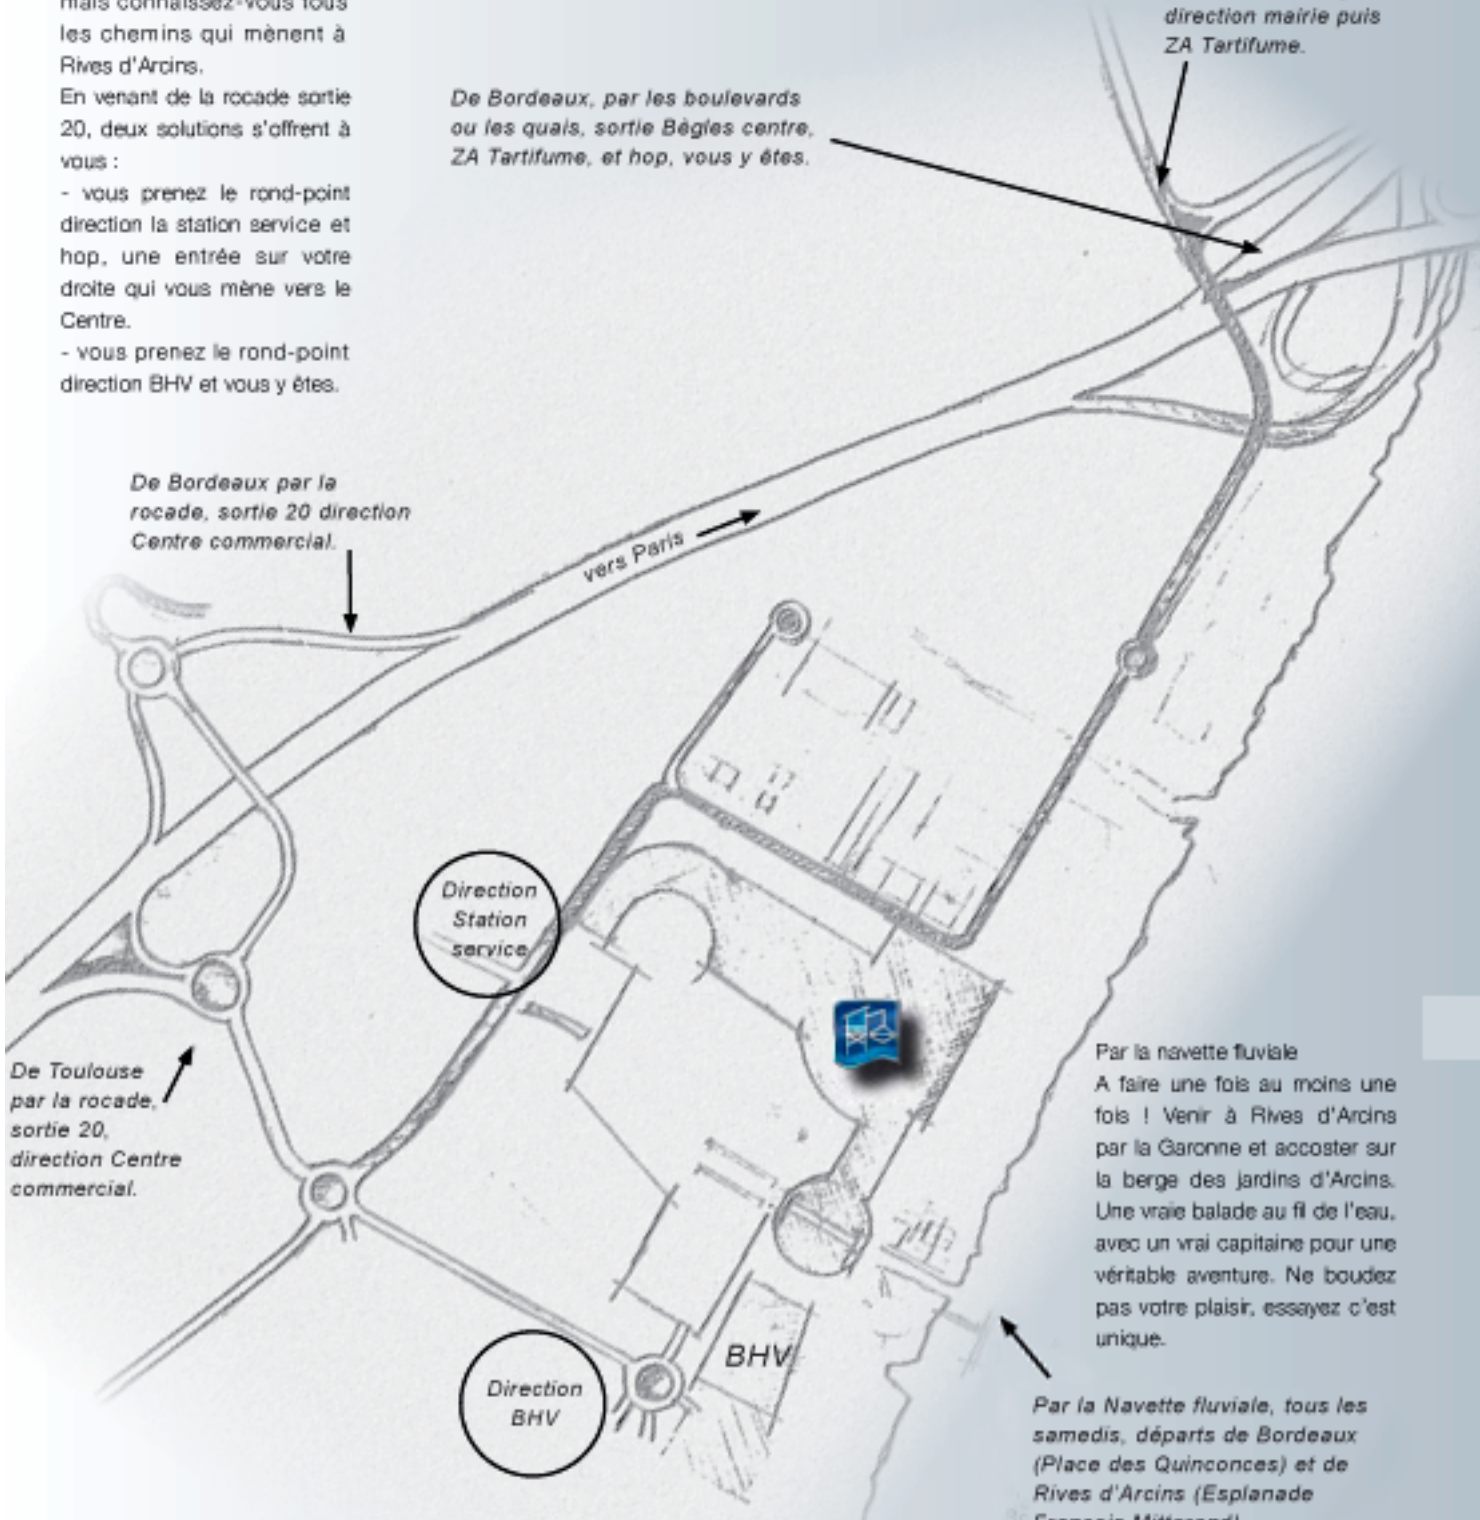 mais connaissez-vous tous
les chemins qui mènent à
Rives d'Arcins.
En venant de la rocade sortie
20, deux solutions s'offrent à
vous :
- vous prenez le rond-point
direction la station service et
hop, une entrée sur votre
droite qui vous mène vers le
Centre.
- vous prenez le rond-point
direction BHV et vous y êtes.
direction mairie puis
ZA Tartifume.
De Bordeaux, par les boulevards
ou les quais, sortie Bègles centre,
ZA Tartifume, et hop, vous y êtes.
De Bordeaux par la
rocade, sortie 20 direction
Centre commercial.
vers Paris
Direction
Station
service
De Toulouse
par la rocade,
sortie 20,
direction Centre
commercial.
Par la navette fluviale
A faire une fois au moins une
fois ! Venir à Rives d'Arcins
par la Garonne et accoster sur
la berge des jardins d'Arcins.
Une vraie balade au fil de l'eau,
avec un vrai capitaine pour une
véritable aventure. Ne boudez
pas votre plaisir, essayez c'est
unique.
BHV
Direction
BHV
Par la Navette fluviale, tous les
samedis, départs de Bordeaux
(Place des Quinconces) et de
Rives d'Arcins (Esplanade
François Mitterand)